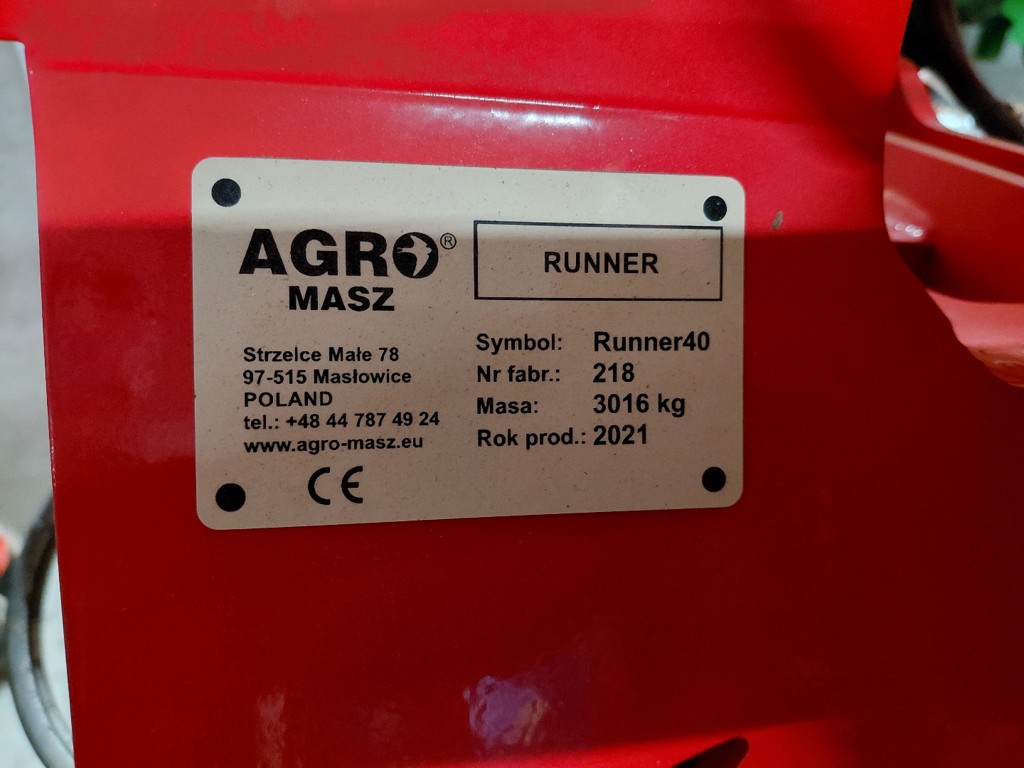 AGRO®
MASZ
Strzelce Małe 78
97-515 Masłowice
POLAND
tel.: +48 44 787 49 24
www.agro-masz.eu
CE
RUNNER
Symbol: Runner40
Nr fabr.: 218
Masa: 3016 kg
Rok prod.: 2021